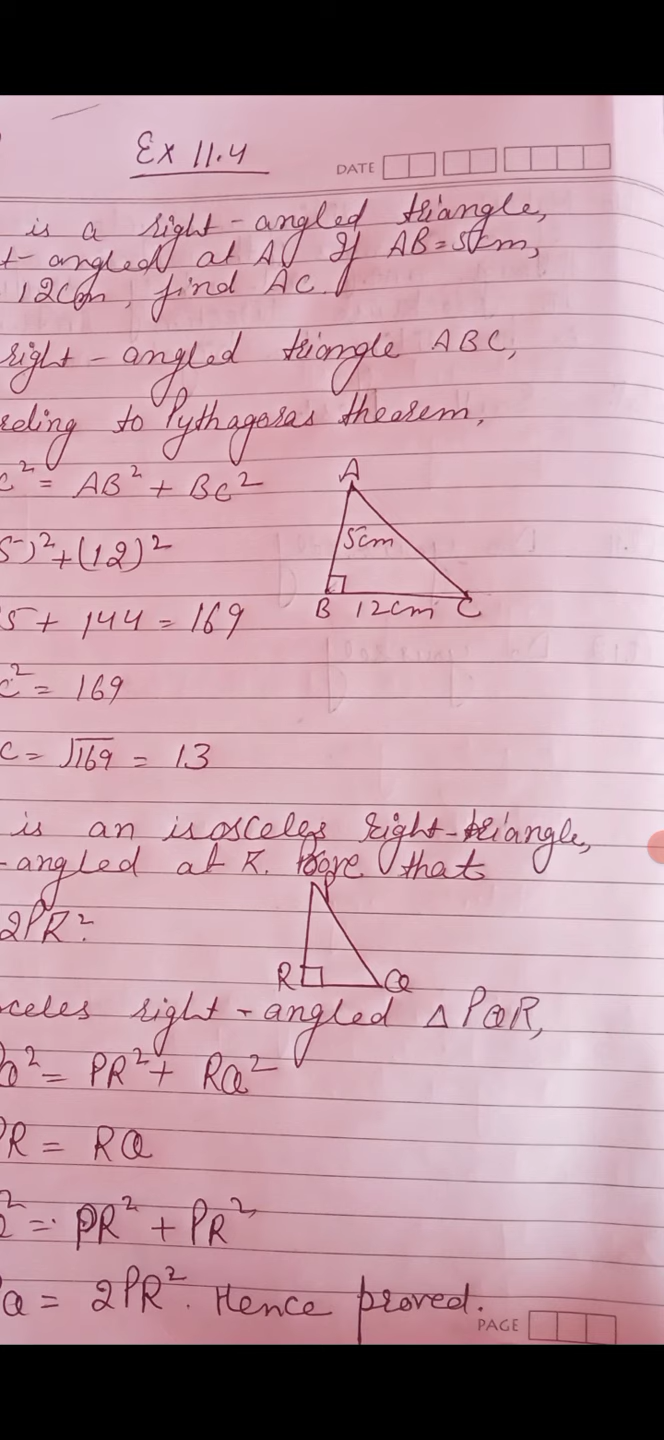 Ex 11.4
DATE
is a right-angled triangle,
t-angled at A If AB=5cm,
12cm, find AC.
right-angled triangle ABC,
rding to Pythagoras theorem,
C² = AB² + BC²
5)²+(12)²
5 + 144 = 169
C² = 169
C = √169 = 13
A
5cm
B 12cm C
is an isosceles right-triangle,
-angled at R. Prove that
2PR²
P
R Q
sceles right-angled △ PQR,
PQ² = PR² + RQ²
PR = RQ
² = PR² + PR²
Q = 2PR². Hence proved.
PAGE